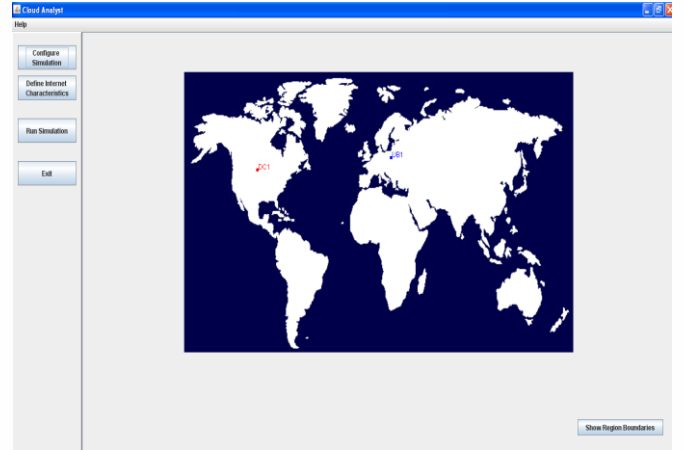 Cloud Analyst
Help
Configure
Simulation
Define Internet
Characteristics
Run Simulation
Exit
DC1
UB1
Show Region Boundaries